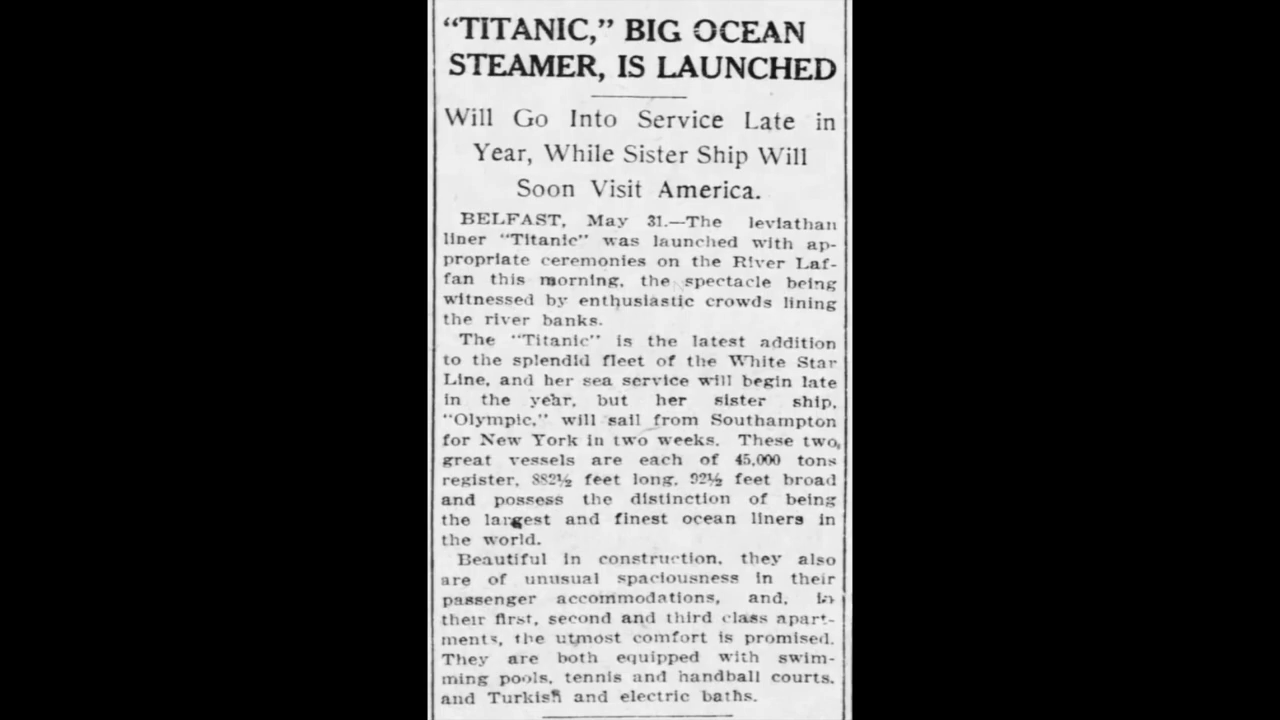 “TITANIC,” BIG OCEAN
STEAMER, IS LAUNCHED
Will Go Into Service Late in
Year, While Sister Ship Will
Soon Visit America.
BELFAST, May 31.—The leviathan
liner “Titanic” was launched with ap-
propriate ceremonies on the River Laf-
fan this morning, the spectacle being
witnessed by enthusiastic crowds lining
the river banks.
The “Titanic” is the latest addition
to the splendid fleet of the White Star
Line, and her sea service will begin late
in the year, but her sister ship,
“Olympic,” will sail from Southampton
for New York in two weeks. These two
great vessels are each of 45,000 tons
register, 882½ feet long, 92½ feet broad
and possess the distinction of being
the largest and finest ocean liners in
the world.
Beautiful in construction, they also
are of unusual spaciousness in their
passenger accommodations, and, in
their first, second and third class apart-
ments, the utmost comfort is promised.
They are both equipped with swim-
ming pools, tennis and handball courts,
and Turkish and electric baths.